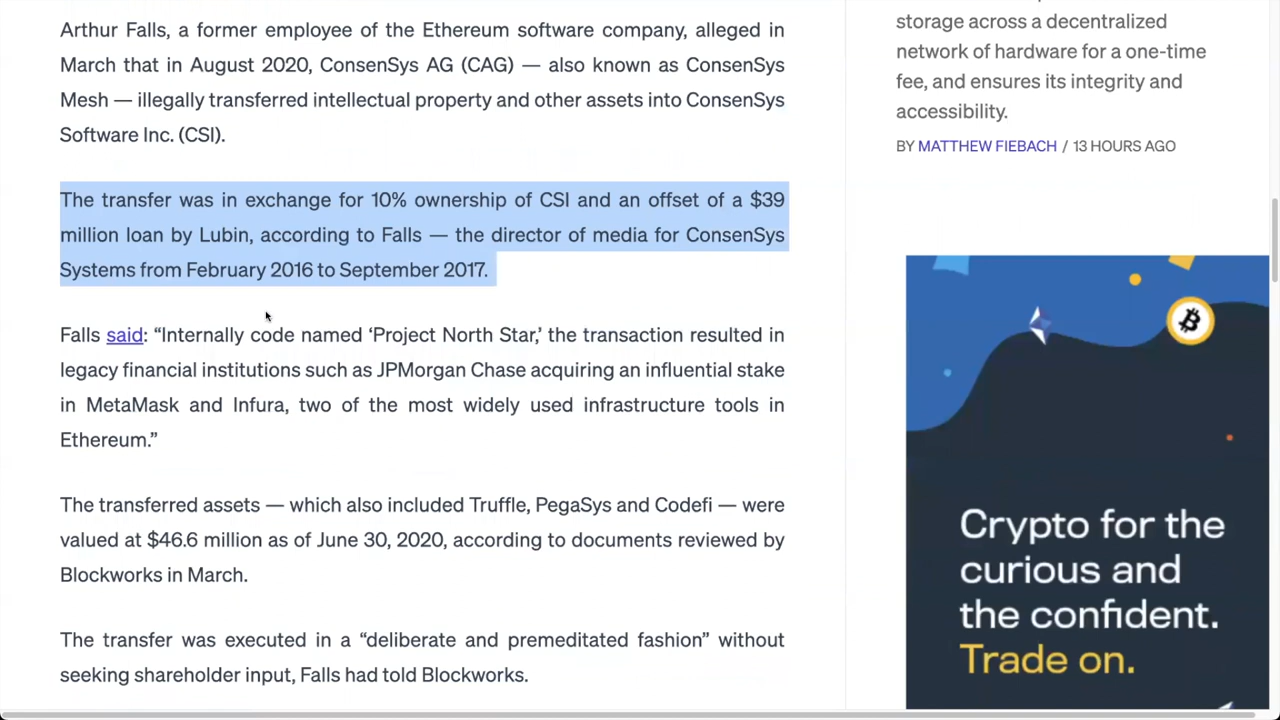 Arthur Falls, a former employee of the Ethereum software company, alleged in
March that in August 2020, ConsenSys AG (CAG) — also known as ConsenSys
Mesh — illegally transferred intellectual property and other assets into ConsenSys
Software Inc. (CSI).
The transfer was in exchange for 10% ownership of CSI and an offset of a $39
million loan by Lubin, according to Falls — the director of media for ConsenSys
Systems from February 2016 to September 2017.
Falls said: “Internally code named ‘Project North Star,’ the transaction resulted in
legacy financial institutions such as JPMorgan Chase acquiring an influential stake
in MetaMask and Infura, two of the most widely used infrastructure tools in
Ethereum.”
The transferred assets — which also included Truffle, PegaSys and Codefi — were
valued at $46.6 million as of June 30, 2020, according to documents reviewed by
Blockworks in March.
The transfer was executed in a “deliberate and premeditated fashion” without
seeking shareholder input, Falls had told Blockworks.
storage across a decentralized
network of hardware for a one-time
fee, and ensures its integrity and
accessibility.
BY MATTHEW FIEBACH / 13 HOURS AGO
Crypto for the
curious and
the confident.
Trade on.